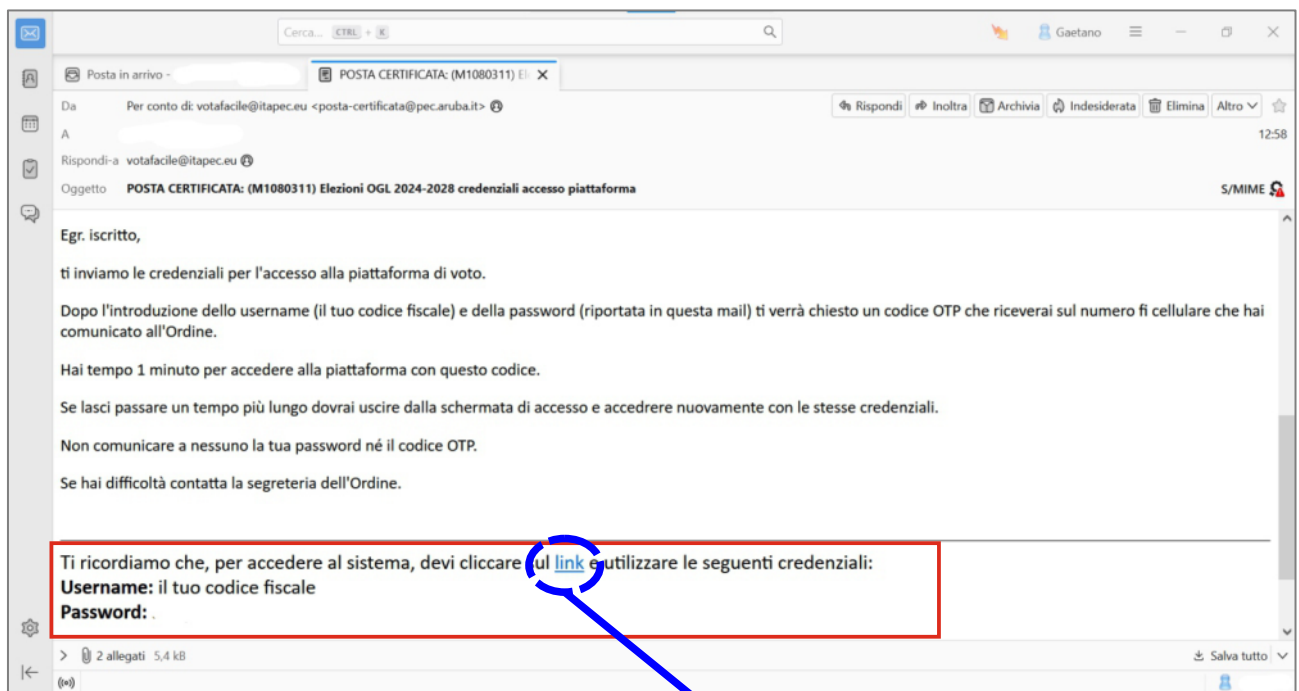 Cerca... CTRL + K
Gaetano
Posta in arrivo -
POSTA CERTIFICATA: (M1080311) El
Da Per conto di: votafacile@itapec.eu <posta-certificata@pec.aruba.it>
Rispondi Inoltra Archivia Indesiderata Elimina Altro
A
12:58
Rispondi-a votafacile@itapec.eu
Oggetto POSTA CERTIFICATA: (M1080311) Elezioni OGL 2024-2028 credenziali accesso piattaforma
S/MIME
Egr. iscritto,
ti inviamo le credenziali per l'accesso alla piattaforma di voto.
Dopo l'introduzione dello username (il tuo codice fiscale) e della password (riportata in questa mail) ti verrà chiesto un codice OTP che riceverai sul numero fi cellulare che hai
comunicato all'Ordine.
Hai tempo 1 minuto per accedere alla piattaforma con questo codice.
Se lasci passare un tempo più lungo dovrai uscire dalla schermata di accesso e accedrere nuovamente con le stesse credenziali.
Non comunicare a nessuno la tua password né il codice OTP.
Se hai difficoltà contatta la segreteria dell'Ordine.
Ti ricordiamo che, per accedere al sistema, devi cliccare sul link e utilizzare le seguenti credenziali:
Username: il tuo codice fiscale
Password: .
2 allegati 5,4 kB
Salva tutto